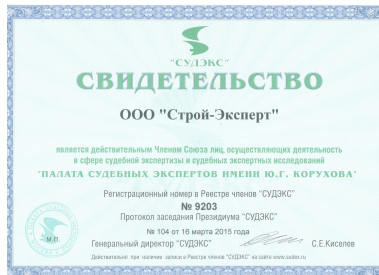 "СУДЭКС"
СВИДЕТЕЛЬСТВО
ООО "Строй-Эксперт"
является действительным Членом Союза лиц, осуществляющих деятельность
в сфере судебной экспертизы и судебных экспертных исследований
"ПАЛАТА СУДЕБНЫХ ЭКСПЕРТОВ ИМЕНИ Ю.Г. КОРУХОВА"
Регистрационный номер в Реестре членов "СУДЭКС"
№ 9203
Протокол заседания Президиума "СУДЭКС"
№ 104 от 16 марта 2015 года
М.П.
Генеральный директор "СУДЭКС" С.Е.Киселев
Действительно при наличии записи в Реестре членов "СУДЭКС" на сайте www.sudex.ru